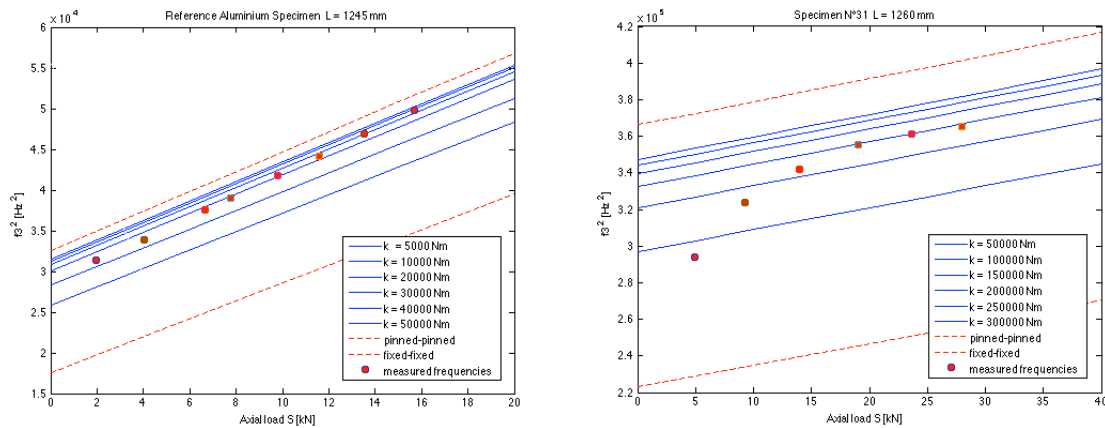 Reference Aluminium Specimen L = 1245 mm
x 10^4
6
5.5
5
4.5
4
3.5
3
2.5
2
1.5
f3^2 [Hz^2]
0 2 4 6 8 10 12 14 16 18 20
Axial load S [kN]
k = 5000 Nm
k = 10000 Nm
k = 20000 Nm
k = 30000 Nm
k = 40000 Nm
k = 50000 Nm
pinned-pinned
fixed-fixed
measured frequencies
Specimen N°31 L = 1260 mm
x 10^5
4.2
4
3.8
3.6
3.4
3.2
3
2.8
2.6
2.4
2.2
f3^2 [Hz^2]
0 5 10 15 20 25 30 35 40
Axial load S [kN]
k = 50000 Nm
k = 100000 Nm
k = 150000 Nm
k = 200000 Nm
k = 250000 Nm
k = 300000 Nm
pinned-pinned
fixed-fixed
measured frequencies